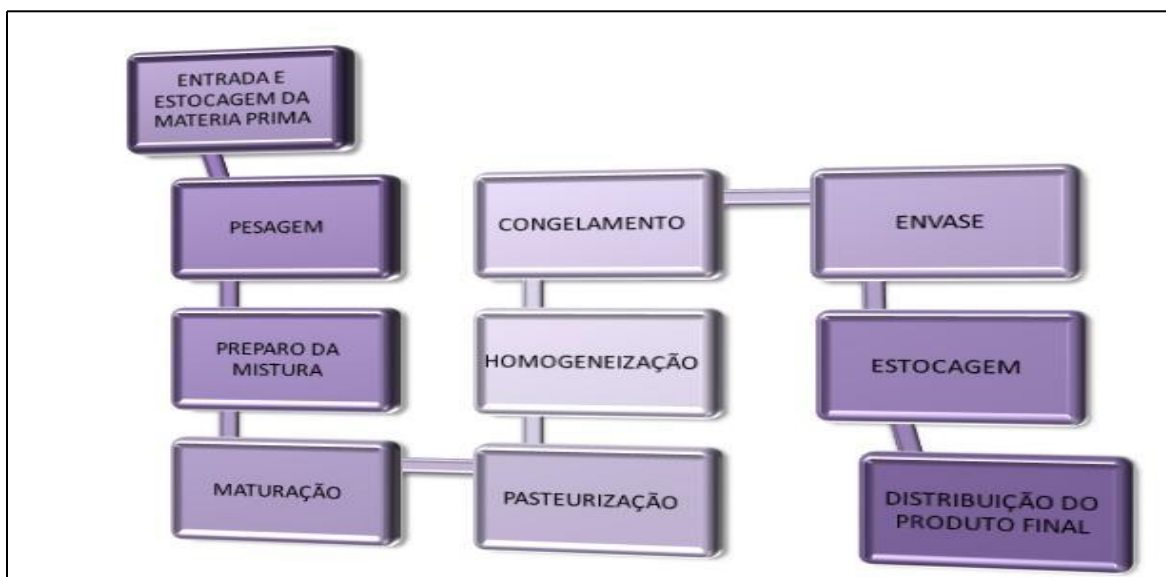 ENTRADA E
ESTOCAGEM DA
MATERIA PRIMA
PESAGEM
PREPARO DA
MISTURA
MATURAÇÃO
PASTEURIZAÇÃO
HOMOGENEIZAÇÃO
CONGELAMENTO
ENVASE
ESTOCAGEM
DISTRIBUIÇÃO DO
PRODUTO FINAL